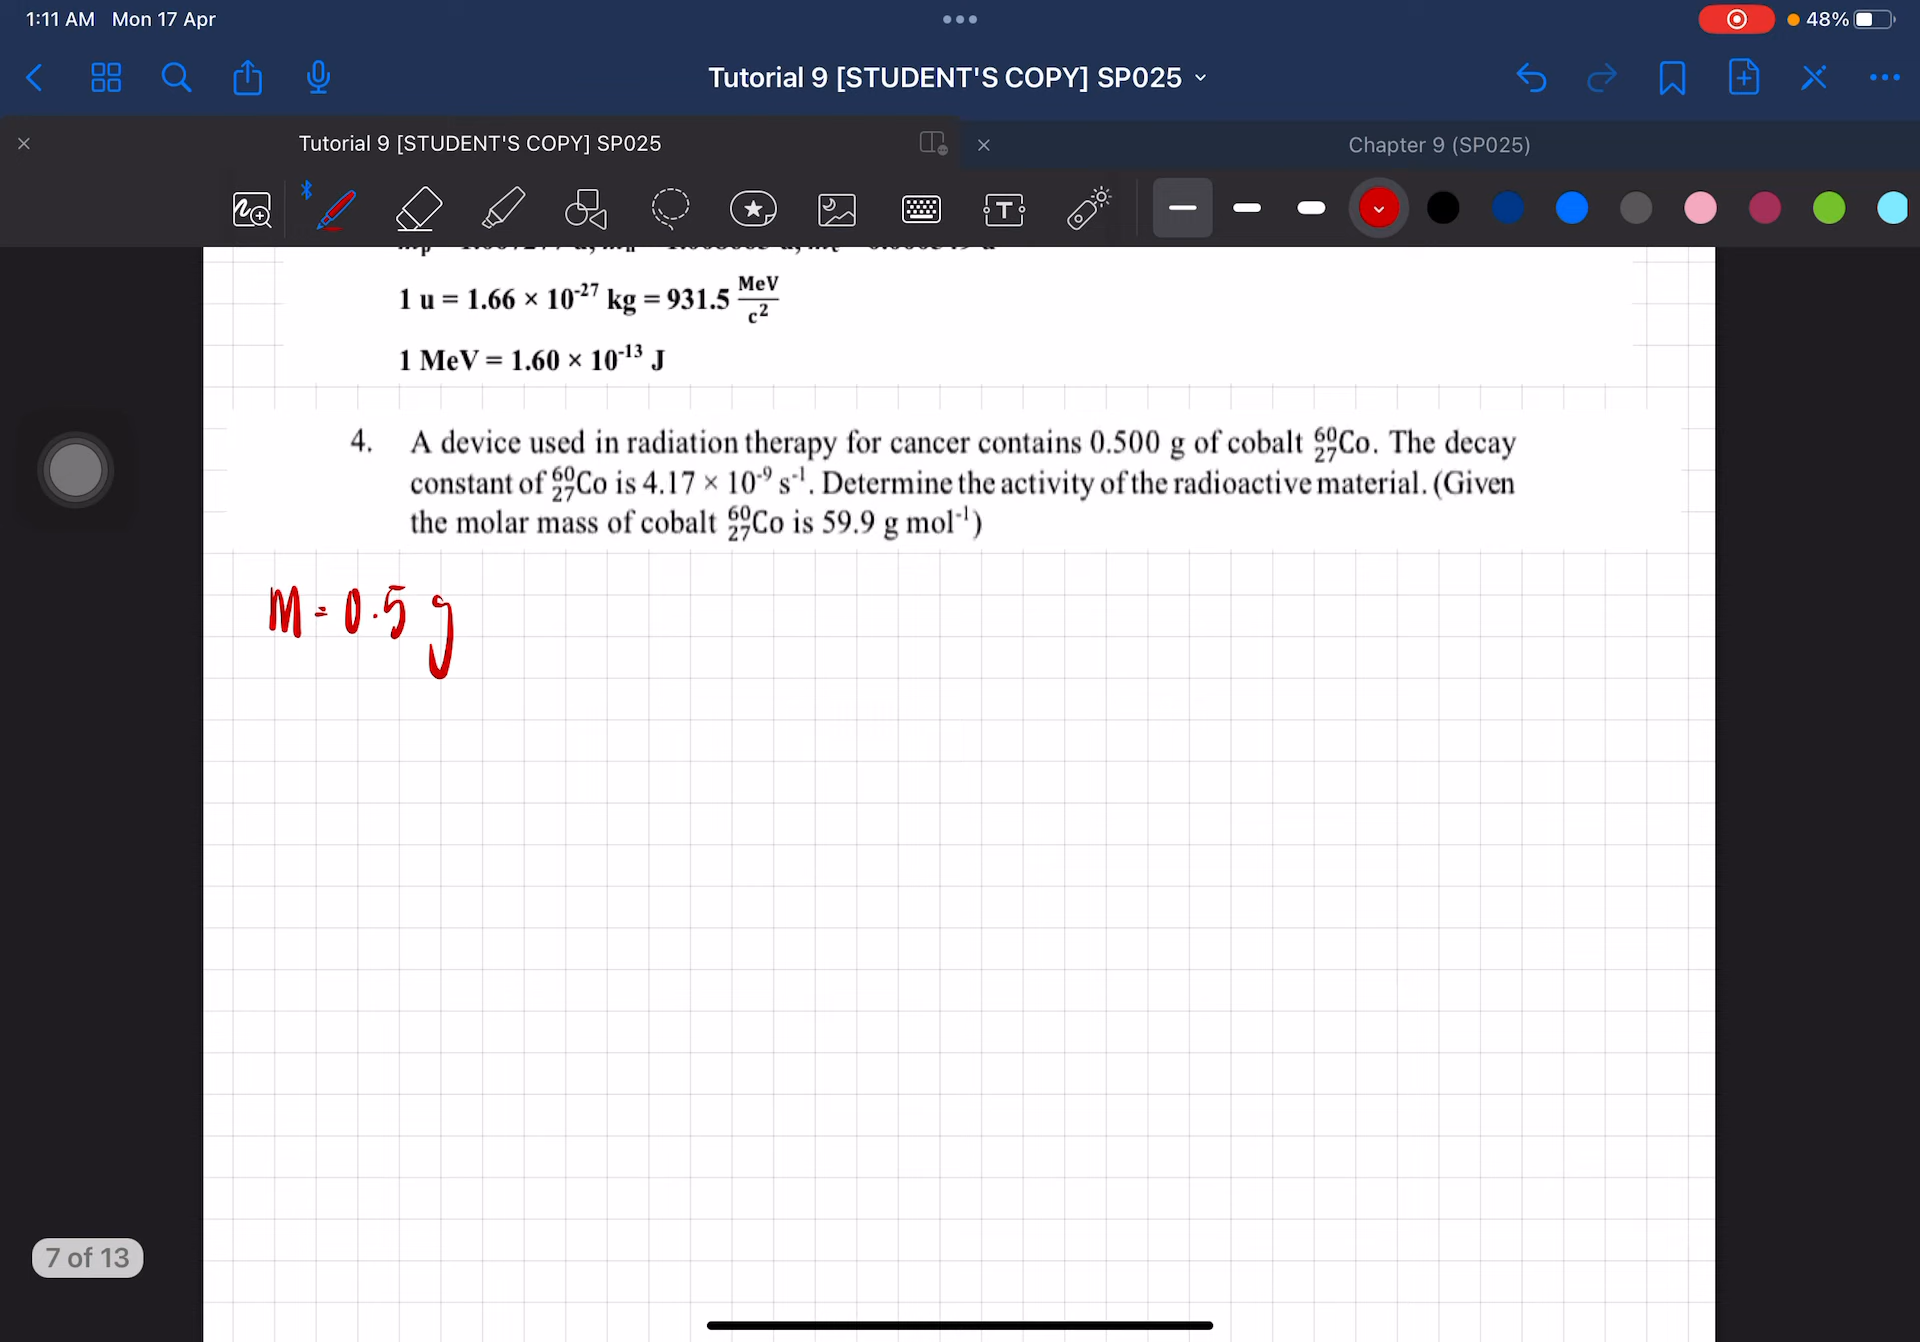 1:11 AM Mon 17 Apr
48%
Tutorial 9 [STUDENT'S COPY] SP025
Tutorial 9 [STUDENT'S COPY] SP025
Chapter 9 (SP025)
1 u = 1.66 × 10⁻²⁷ kg = 931.5 MeV/c²
1 MeV = 1.60 × 10⁻¹³ J
4. A device used in radiation therapy for cancer contains 0.500 g of cobalt ⁶⁰₂₇Co. The decay
constant of ⁶⁰₂₇Co is 4.17 × 10⁻⁹ s⁻¹. Determine the activity of the radioactive material. (Given
the molar mass of cobalt ⁶⁰₂₇Co is 59.9 g mol⁻¹)
m = 0.5 g
7 of 13